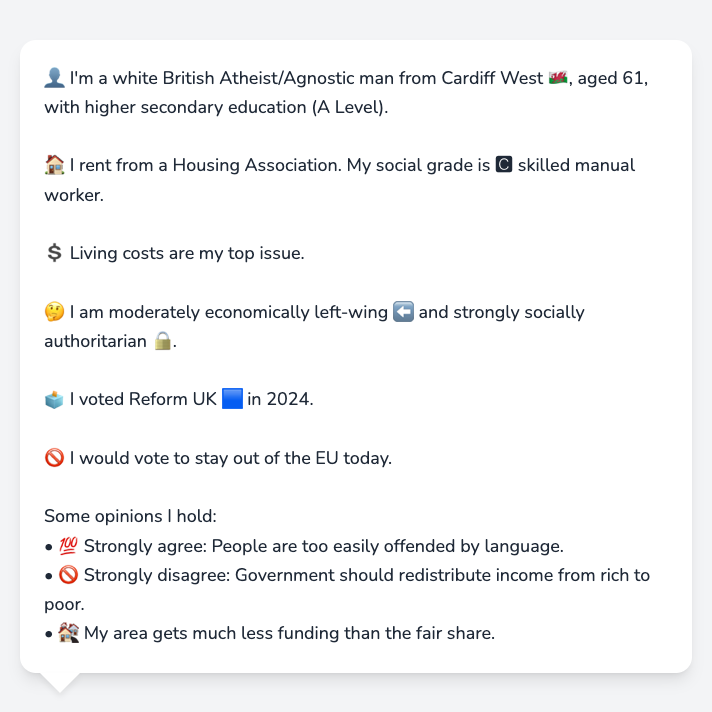 👤 I'm a white British Atheist/Agnostic man from Cardiff West 🏴󠁧󠁢󠁷󠁬󠁳󠁿, aged 61,
with higher secondary education (A Level).
🏠 I rent from a Housing Association. My social grade is 🅲 skilled manual
worker.
💲 Living costs are my top issue.
🤔 I am moderately economically left-wing ⬅️ and strongly socially
authoritarian 🔒.
🗳️ I voted Reform UK 🟦 in 2024.
🚫 I would vote to stay out of the EU today.
Some opinions I hold:
• 💯 Strongly agree: People are too easily offended by language.
• 🚫 Strongly disagree: Government should redistribute income from rich to
poor.
• 🏚️ My area gets much less funding than the fair share.